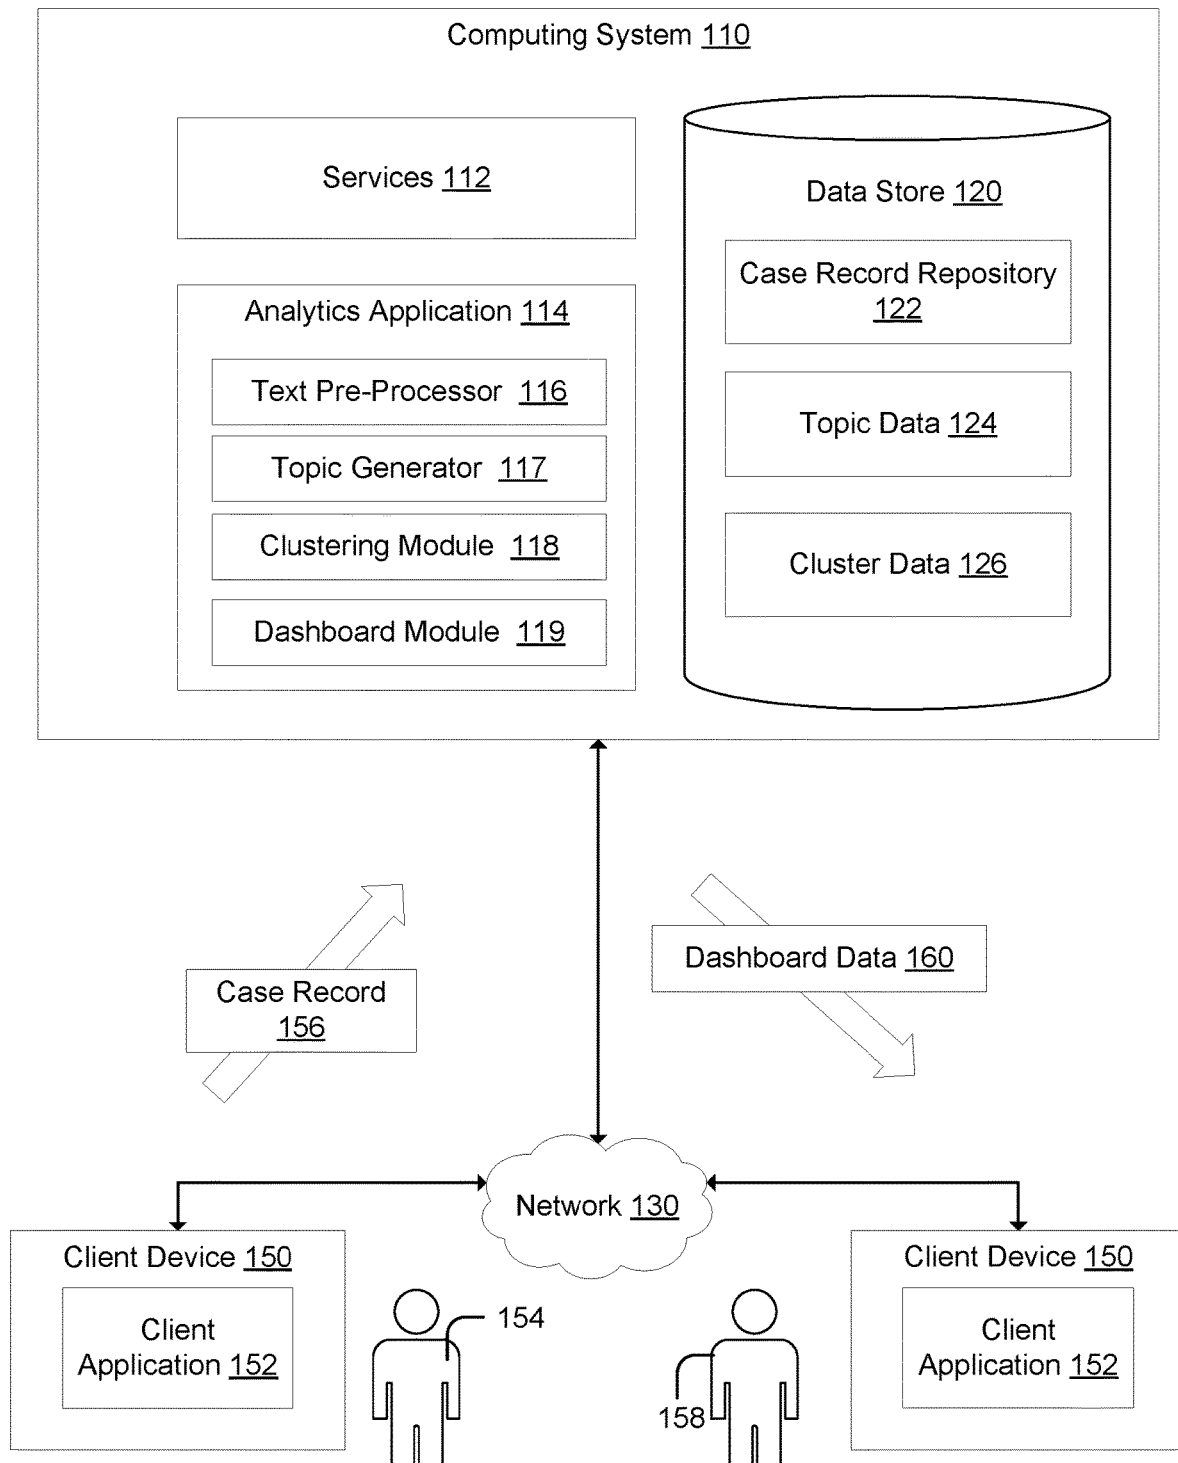 Computing System 110
Services 112
Analytics Application 114
Text Pre-Processor 116
Topic Generator 117
Clustering Module 118
Dashboard Module 119
Data Store 120
Case Record Repository
122
Topic Data 124
Cluster Data 126
Case Record
156
Dashboard Data 160
Network 130
Client Device 150
Client
Application 152
154
158
Client Device 150
Client
Application 152